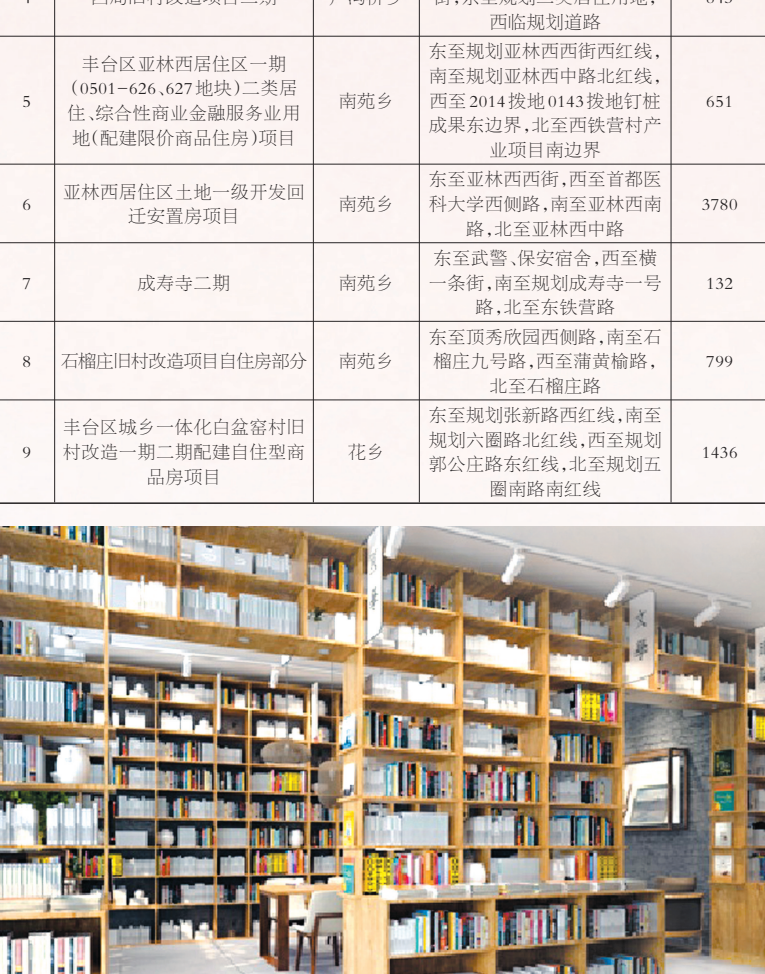 西临规划道路
5
丰台区亚林西居住区一期
(0501-626、627地块)二类居
住、综合性商业金融服务业用
地(配建限价商品住房)项目
南苑乡
东至规划亚林西西街西红线,
南至规划亚林西中路北红线,
西至2014拨地0143拨地钉桩
成果东边界,北至西铁营村产
业项目南边界
651
6
亚林西居住区土地一级开发回
迁安置房项目
南苑乡
东至亚林西西街,西至首都医
科大学西侧路,南至亚林西南
路,北至亚林西中路
3780
7
成寿寺二期
南苑乡
东至武警、保安宿舍,西至横
一条街,南至规划成寿寺一号
路,北至东铁营路
132
8
石榴庄旧村改造项目自住房部分
南苑乡
东至顶秀欣园西侧路,南至石
榴庄九号路,西至蒲黄榆路,
北至石榴庄路
799
9
丰台区城乡一体化白盆窑村旧
村改造一期二期配建自住型商
品房项目
花乡
东至规划张新路西红线,南至
规划六圈路北红线,西至规划
郭公庄路东红线,北至规划五
圈南路南红线
1436
文學